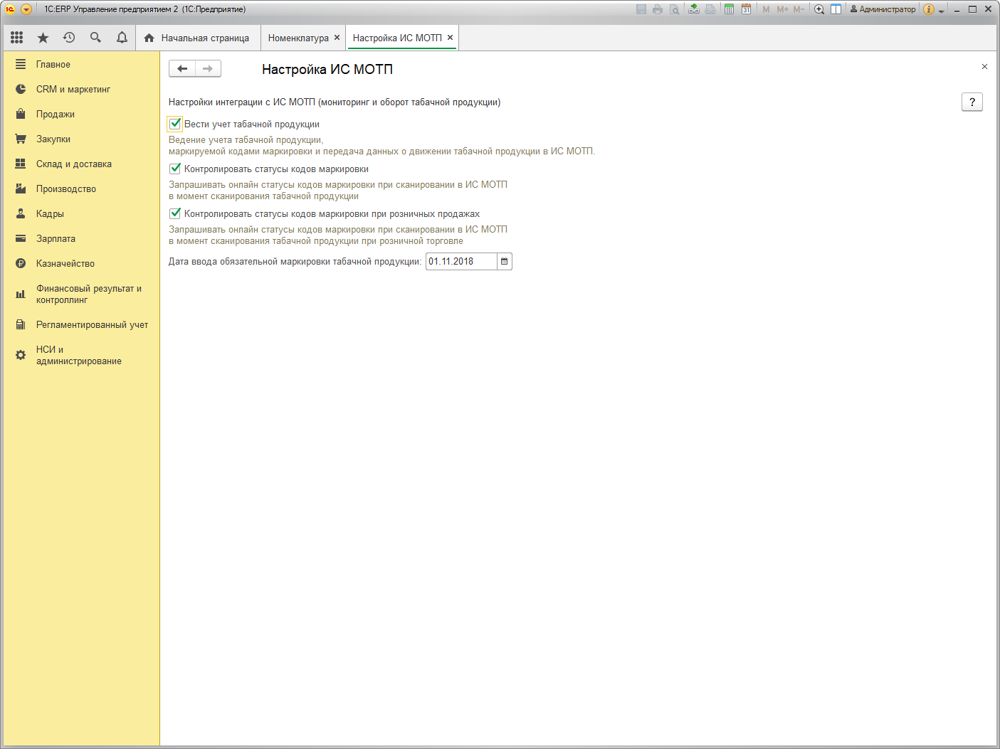 1С:ERP Управление предприятием 2 (1С:Предприятие)
31
M M+ M-
Администратор
Начальная страница
Номенклатура
Настройка ИС МОТП
Главное
CRM и маркетинг
Продажи
Закупки
Склад и доставка
Производство
Кадры
Зарплата
Казначейство
Финансовый результат и
контроллинг
Регламентированный учет
НСИ и
администрирование
Настройка ИС МОТП
Настройки интеграции с ИС МОТП (мониторинг и оборот табачной продукции)
?
Вести учет табачной продукции
Ведение учета табачной продукции,
маркируемой кодами маркировки и передача данных о движении табачной продукции в ИС МОТП.
Контролировать статусы кодов маркировки
Запрашивать онлайн статусы кодов маркировки при сканировании в ИС МОТП
в момент сканирования табачной продукции
Контролировать статусы кодов маркировки при розничных продажах
Запрашивать онлайн статусы кодов маркировки при сканировании в ИС МОТП
в момент сканирования табачной продукции при розничной торговле
Дата ввода обязательной маркировки табачной продукции: 01.11.2018